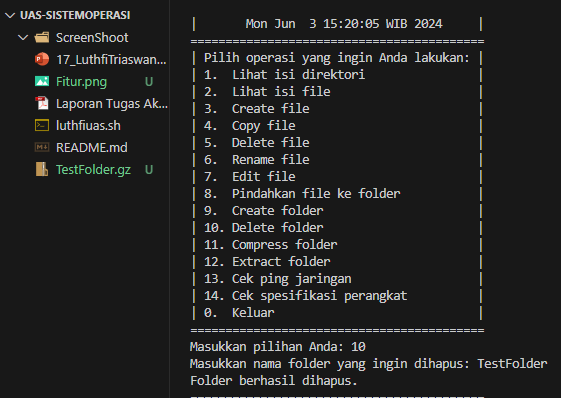 UAS-SISTEMOPERASI
ScreenShoot
17_LuthfiTriaswan...
Fitur.png U
Laporan Tugas Ak...
luthfiuas.sh
README.md
TestFolder.gz U
| Mon Jun  3 15:20:05 WIB 2024 |
==========================================
| Pilih operasi yang ingin Anda lakukan: |
| 1.  Lihat isi direktori |
| 2.  Lihat isi file |
| 3.  Create file |
| 4.  Copy file |
| 5.  Delete file |
| 6.  Rename file |
| 7.  Edit file |
| 8.  Pindahkan file ke folder |
| 9.  Create folder |
| 10. Delete folder |
| 11. Compress folder |
| 12. Extract folder |
| 13. Cek ping jaringan |
| 14. Cek spesifikasi perangkat |
| 0.  Keluar |
==========================================
Masukkan pilihan Anda: 10
Masukkan nama folder yang ingin dihapus: TestFolder
Folder berhasil dihapus.
==========================================